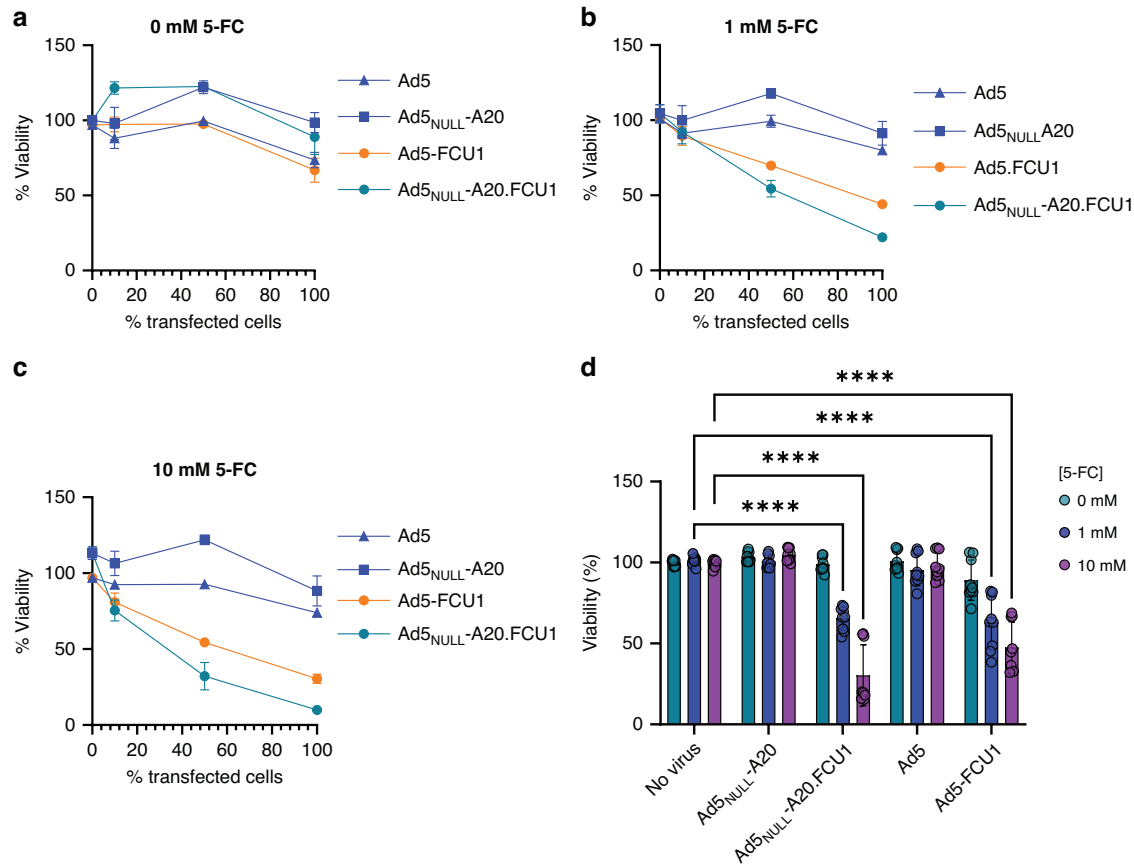 a
0 mM 5-FC
150
100
50
0
% Viability
0 20 40 60 80 100
% transfected cells
Ad5
Ad5NULL-A20
Ad5-FCU1
Ad5NULL-A20.FCU1
b
1 mM 5-FC
150
100
50
0
% Viability
0 20 40 60 80 100
% transfected cells
Ad5
Ad5NULLA20
Ad5.FCU1
Ad5NULL-A20.FCU1
c
10 mM 5-FC
150
100
50
0
% Viability
0 20 40 60 80 100
% transfected cells
Ad5
Ad5NULL-A20
Ad5-FCU1
Ad5NULL-A20.FCU1
d
****
****
****
****
150
100
50
0
Viability (%)
No virus
Ad5NULL-A20
Ad5NULL-A20.FCU1
Ad5
Ad5-FCU1
[5-FC]
0 mM
1 mM
10 mM